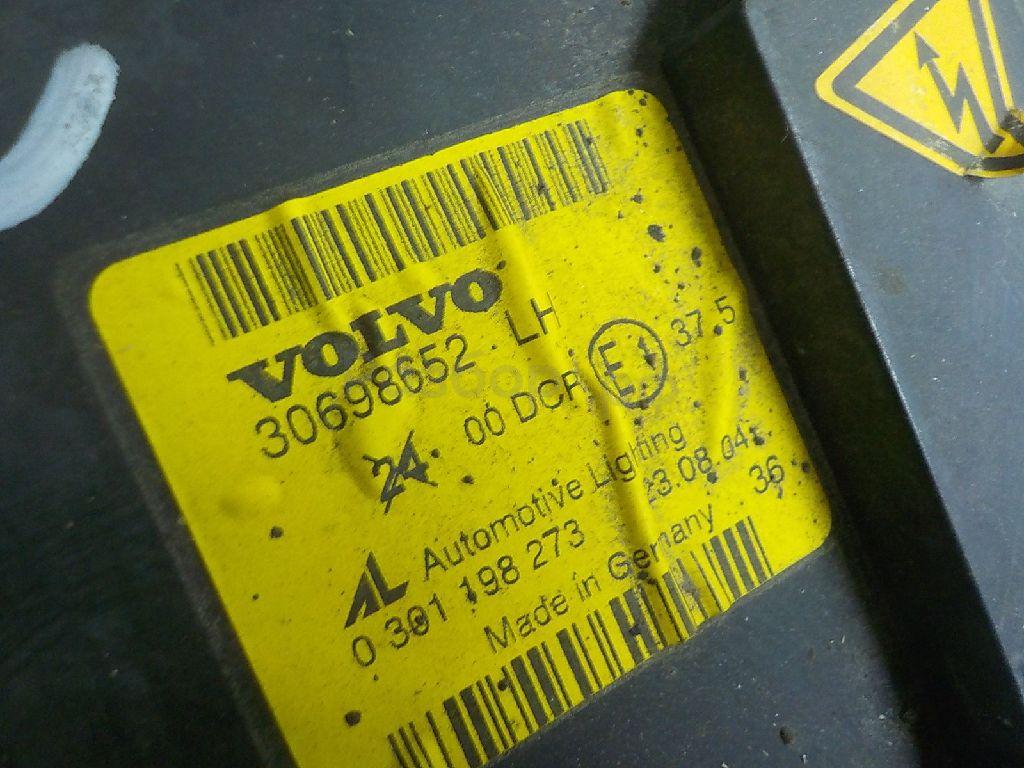 VOLVO
30698652 LH
24 00 DCR E1 37.5
AL Automotive Lighting
0 301 198 273 23.08.04
Made in Germany 36